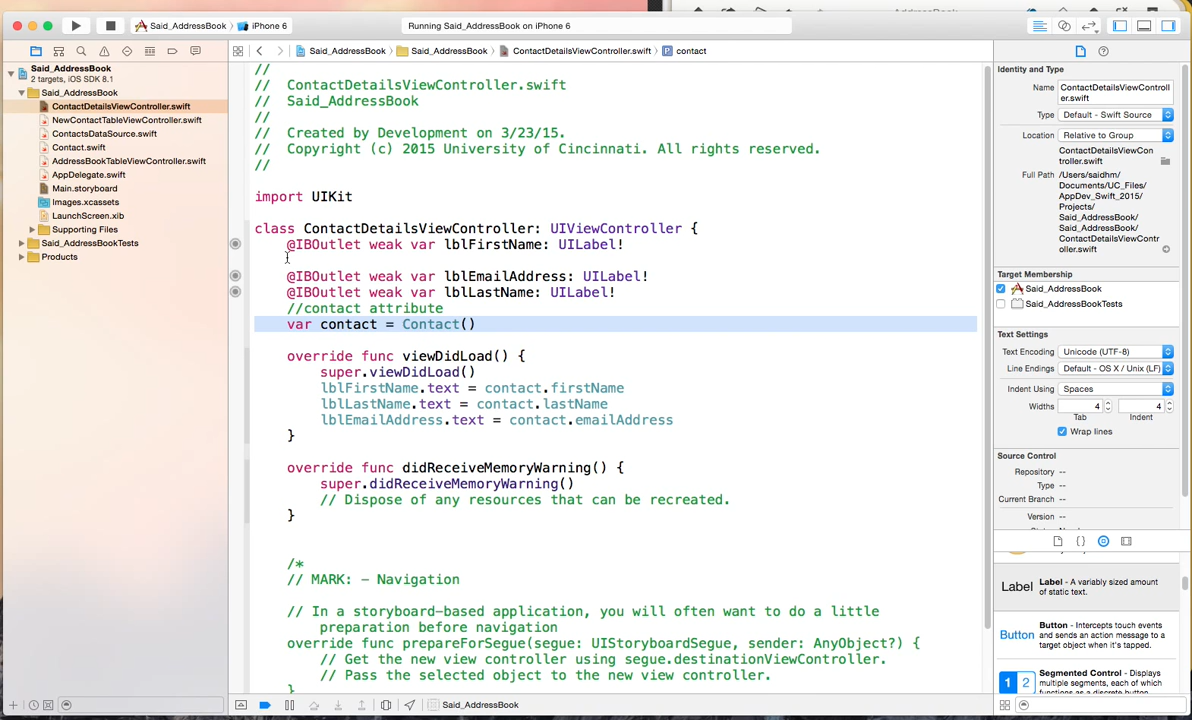 AddressBook
Said_AddressBook
iPhone 6
Running Said_AddressBook on iPhone 6
Said_AddressBook
Said_AddressBook
ContactDetailsViewController.swift
contact
Said_AddressBook
2 targets, iOS SDK 8.1
Said_AddressBook
ContactDetailsViewController.swift
NewContactTableViewController.swift
ContactsDataSource.swift
Contact.swift
AddressBookTableViewController.swift
AppDelegate.swift
Main.storyboard
Images.xcassets
LaunchScreen.xib
Supporting Files
Said_AddressBookTests
Products
//
// ContactDetailsViewController.swift
// Said_AddressBook
//
// Created by Development on 3/23/15.
// Copyright (c) 2015 University of Cincinnati. All rights reserved.
//
import UIKit
class ContactDetailsViewController: UIViewController {
@IBOutlet weak var lblFirstName: UILabel!
@IBOutlet weak var lblEmailAddress: UILabel!
@IBOutlet weak var lblLastName: UILabel!
//contact attribute
var contact = Contact()
override func viewDidLoad() {
super.viewDidLoad()
lblFirstName.text = contact.firstName
lblLastName.text = contact.lastName
lblEmailAddress.text = contact.emailAddress
}
override func didReceiveMemoryWarning() {
super.didReceiveMemoryWarning()
// Dispose of any resources that can be recreated.
}
/*
// MARK: - Navigation
// In a storyboard-based application, you will often want to do a little
preparation before navigation
override func prepareForSegue(segue: UIStoryboardSegue, sender: AnyObject?) {
// Get the new view controller using segue.destinationViewController.
// Pass the selected object to the new view controller.
}
Said_AddressBook
Identity and Type
Name ContactDetailsViewControll
er.swift
Type Default - Swift Source
Location Relative to Group
ContactDetailsViewCon
troller.swift
Full Path /Users/saidhm/
Documents/UC_Files/
AppDev_Swift_2015/
Projects/
Said_AddressBook/
Said_AddressBook/
ContactDetailsViewCo
ntroller.swift
Target Membership
Said_AddressBook
Said_AddressBookTests
Text Settings
Text Encoding Unicode (UTF-8)
Line Endings Default - OS X / Unix (LF)
Indent Using Spaces
Widths 4 4
Tab Indent
Wrap lines
Source Control
Repository --
Type --
Current Branch --
Version --
Label Label - A variably sized amount
of static text.
Button Button - Intercepts touch events
and sends an action message to a
target object when it's tapped.
1 2 Segmented Control - Displays
multiple segments, each of which
functions as a discrete button.